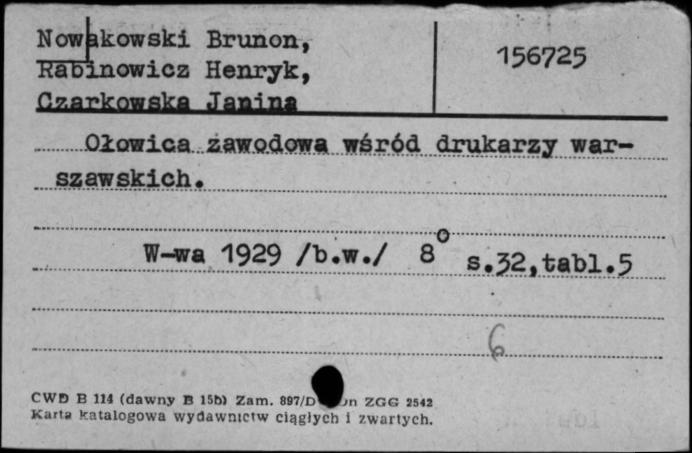 Nowakowski Brunon,
156725
Rabinowicz Henryk,
Czarkowska Janina
Ołowica zawodowa wśród drukarzy war-
szawskich.
W-wa 1929 /b.w./ 8° s.32,tabl.5
6
CWD B 114 (dawny B 15b) Zam. 897/D ZGG 2542
Karta katalogowa wydawnictw ciągłych i zwartych.